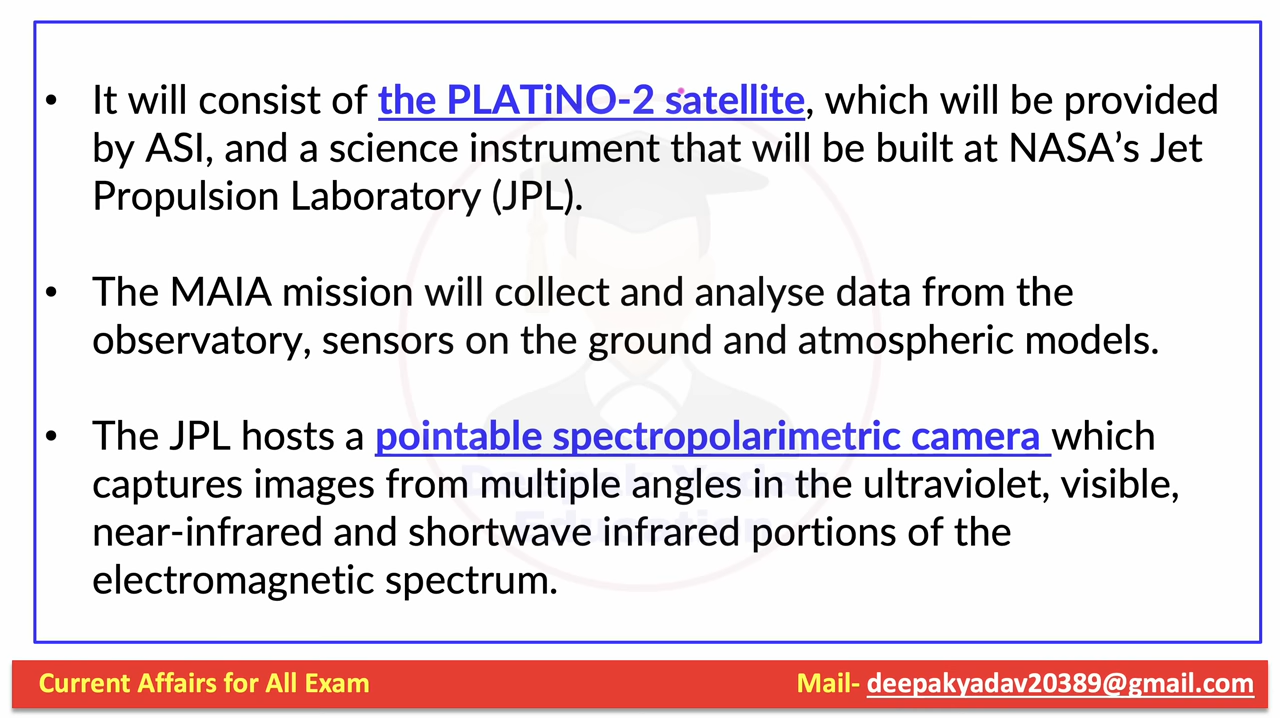 • It will consist of the PLATiNO-2 satellite, which will be provided
by ASI, and a science instrument that will be built at NASA’s Jet
Propulsion Laboratory (JPL).
• The MAIA mission will collect and analyse data from the
observatory, sensors on the ground and atmospheric models.
• The JPL hosts a pointable spectropolarimetric camera which
captures images from multiple angles in the ultraviolet, visible,
near-infrared and shortwave infrared portions of the
electromagnetic spectrum.
Deepak Yadav
Education
Current Affairs for All Exam
Mail- deepakyadav20389@gmail.com